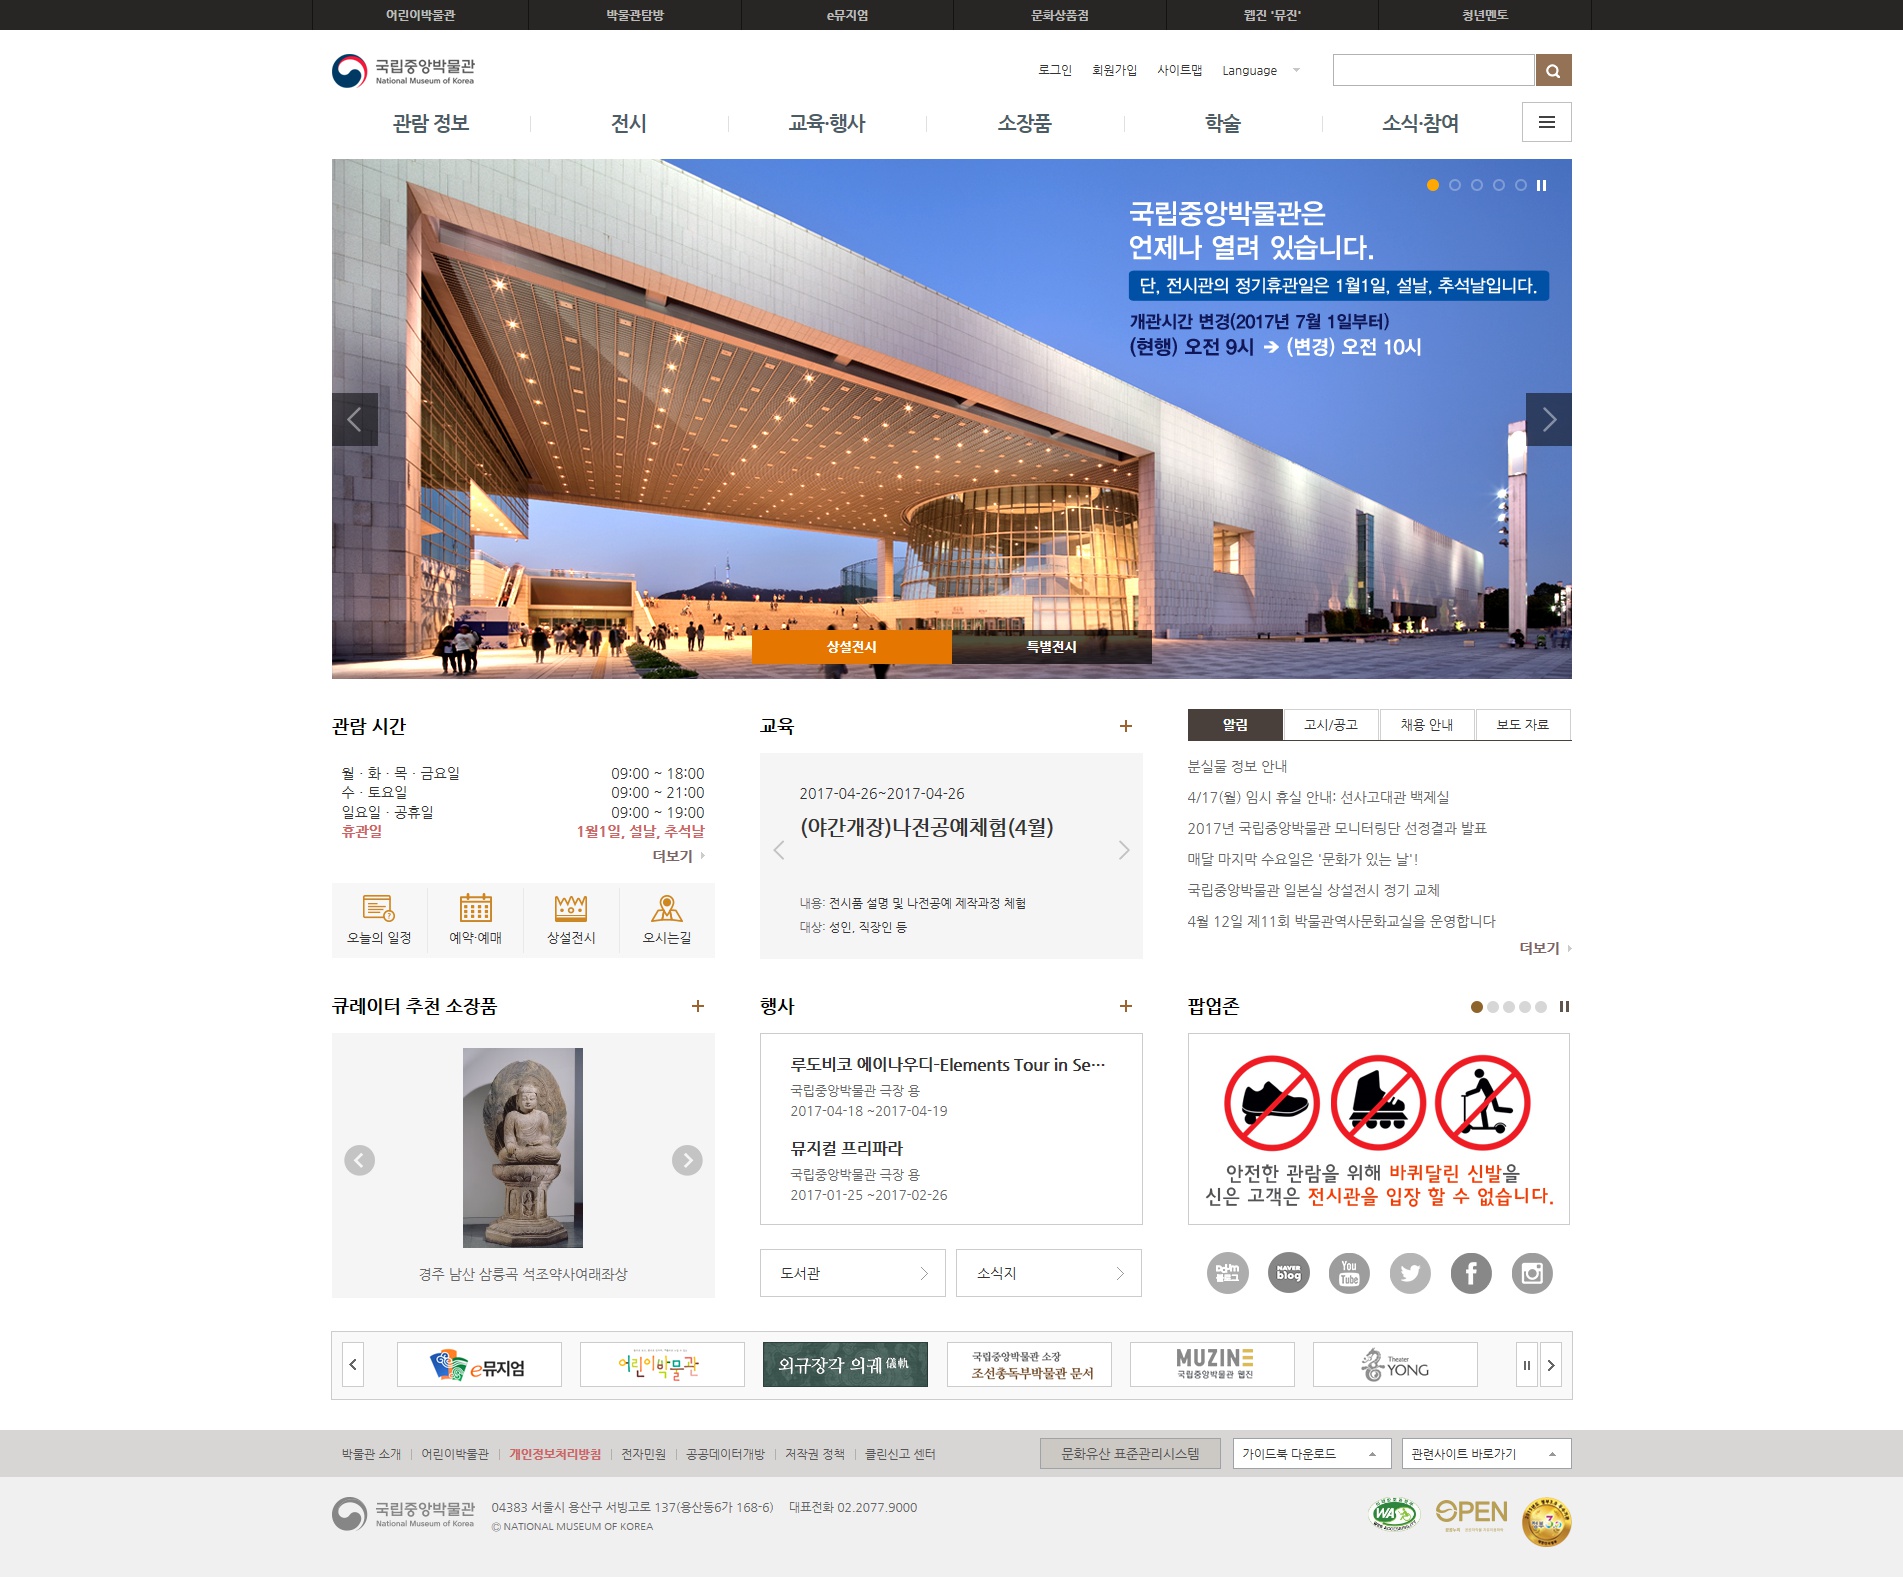 어린이박물관
박물관탐방
e뮤지엄
문화상품점
웹진 '뮤진'
청년멘토
국립중앙박물관
National Museum of Korea
로그인
회원가입
사이트맵
Language
관람 정보
전시
교육·행사
소장품
학술
소식·참여
국립중앙박물관은
언제나 열려 있습니다.
단, 전시관의 정기휴관일은 1월1일, 설날, 추석날입니다.
개관시간 변경(2017년 7월 1일부터)
(현행) 오전 9시 → (변경) 오전 10시
상설전시
특별전시
관람 시간
월 · 화 · 목 · 금요일 09:00 ~ 18:00
수 · 토요일 09:00 ~ 21:00
일요일 · 공휴일 09:00 ~ 19:00
휴관일 1월1일, 설날, 추석날
더보기
오늘의 일정
예약·예매
상설전시
오시는길
교육
2017-04-26~2017-04-26
(야간개장)나전공예체험(4월)
내용: 전시품 설명 및 나전공예 제작과정 체험
대상: 성인, 직장인 등
알림
고시/공고
채용 안내
보도 자료
분실물 정보 안내
4/17(월) 임시 휴실 안내: 선사고대관 백제실
2017년 국립중앙박물관 모니터링단 선정결과 발표
매달 마지막 수요일은 '문화가 있는 날'!
국립중앙박물관 일본실 상설전시 정기 교체
4월 12일 제11회 박물관역사문화교실을 운영합니다
더보기
큐레이터 추천 소장품
경주 남산 삼릉곡 석조약사여래좌상
행사
루도비코 에이나우디-Elements Tour in Se…
국립중앙박물관 극장 용
2017-04-18 ~2017-04-19
뮤지컬 프리파라
국립중앙박물관 극장 용
2017-01-25 ~2017-02-26
도서관
소식지
팝업존
안전한 관람을 위해 바퀴달린 신발을
신은 고객은 전시관을 입장 할 수 없습니다.
Daum
블로그
NAVER
blog
You
Tube
e뮤지엄
어린이박물관
외규장각 의궤 儀軌
국립중앙박물관 소장
조선총독부박물관 문서
MUZINE
국립중앙박물관 웹진
Theater
YONG
박물관 소개
어린이박물관
개인정보처리방침
전자민원
공공데이터개방
저작권 정책
클린신고 센터
문화유산 표준관리시스템
가이드북 다운로드
관련사이트 바로가기
국립중앙박물관
National Museum of Korea
04383 서울시 용산구 서빙고로 137(용산동6가 168-6) 대표전화 02.2077.9000
© NATIONAL MUSEUM OF KOREA
WA
WEB ACCESSIBILITY
OPEN